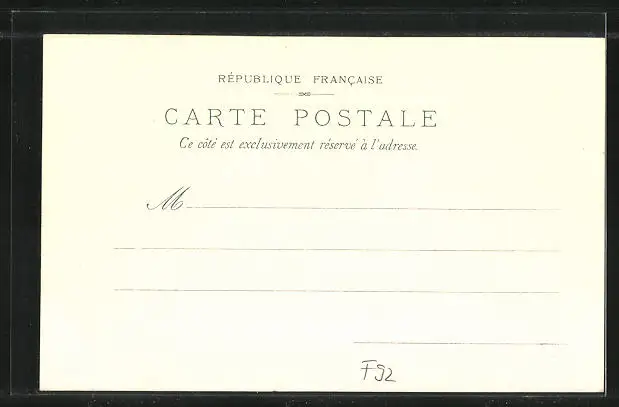 RÉPUBLIQUE FRANÇAISE
CARTE POSTALE
Ce côté est exclusivement réservé à l'adresse.
M
F92